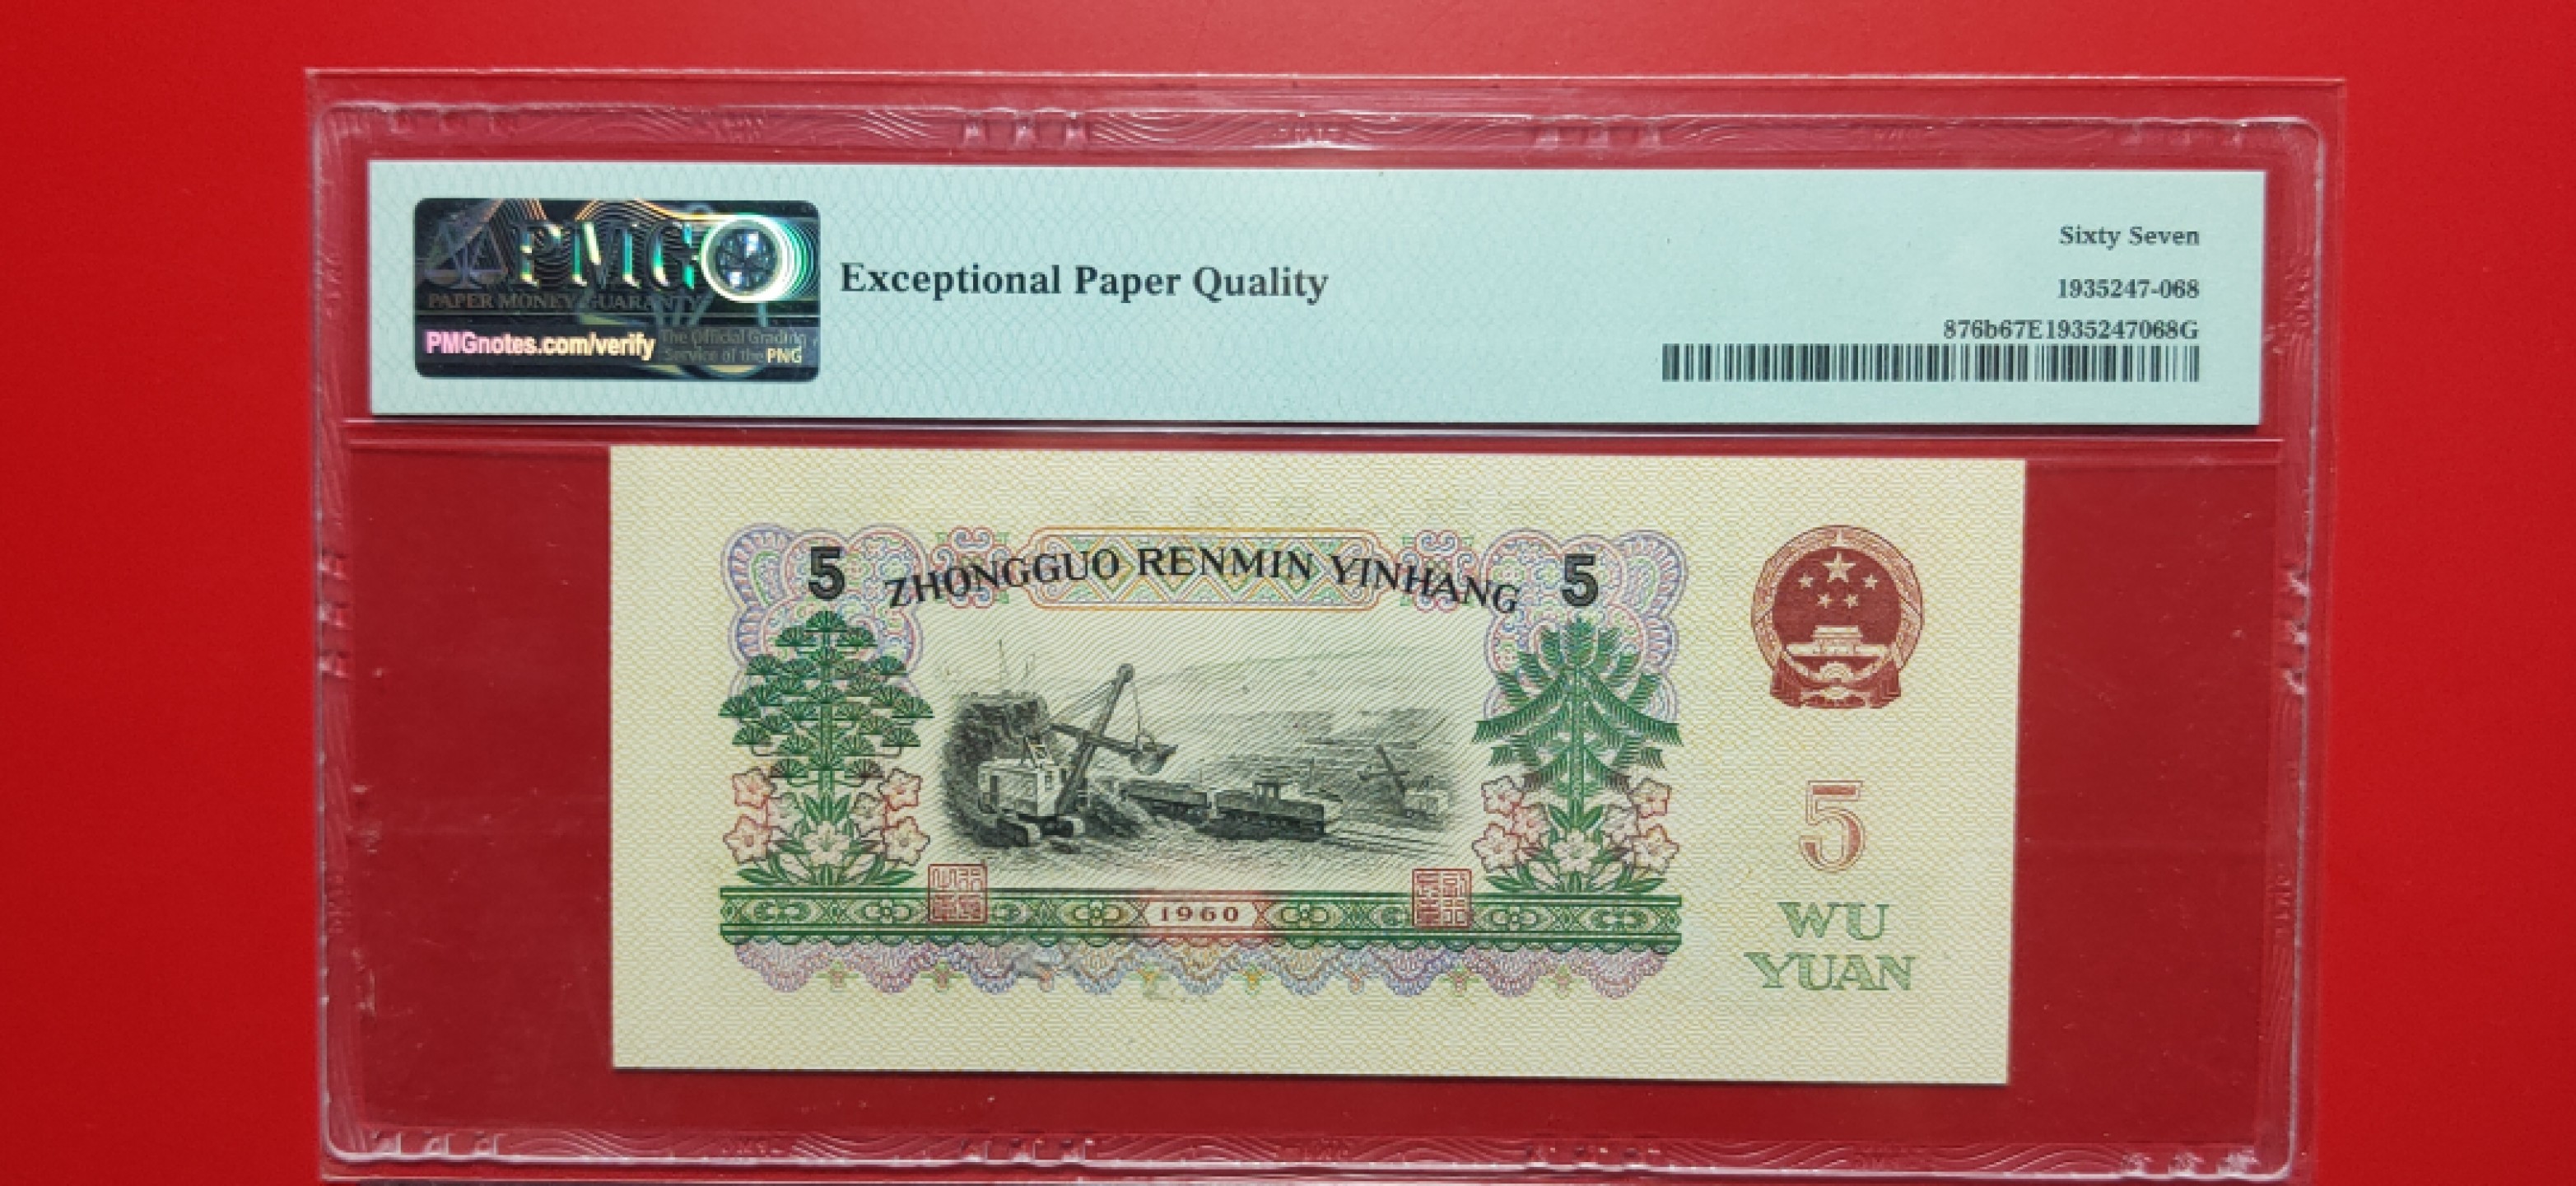 PMG
PAPER MONEY GUARANTY
PMGnotes.com/verify
The Official Grading
Service of the PNG
Exceptional Paper Quality
Sixty Seven
1935247-068
876b67E1935247068G
5 ZHONGGUO RENMIN YINHANG 5
1960
5
WU
YUAN